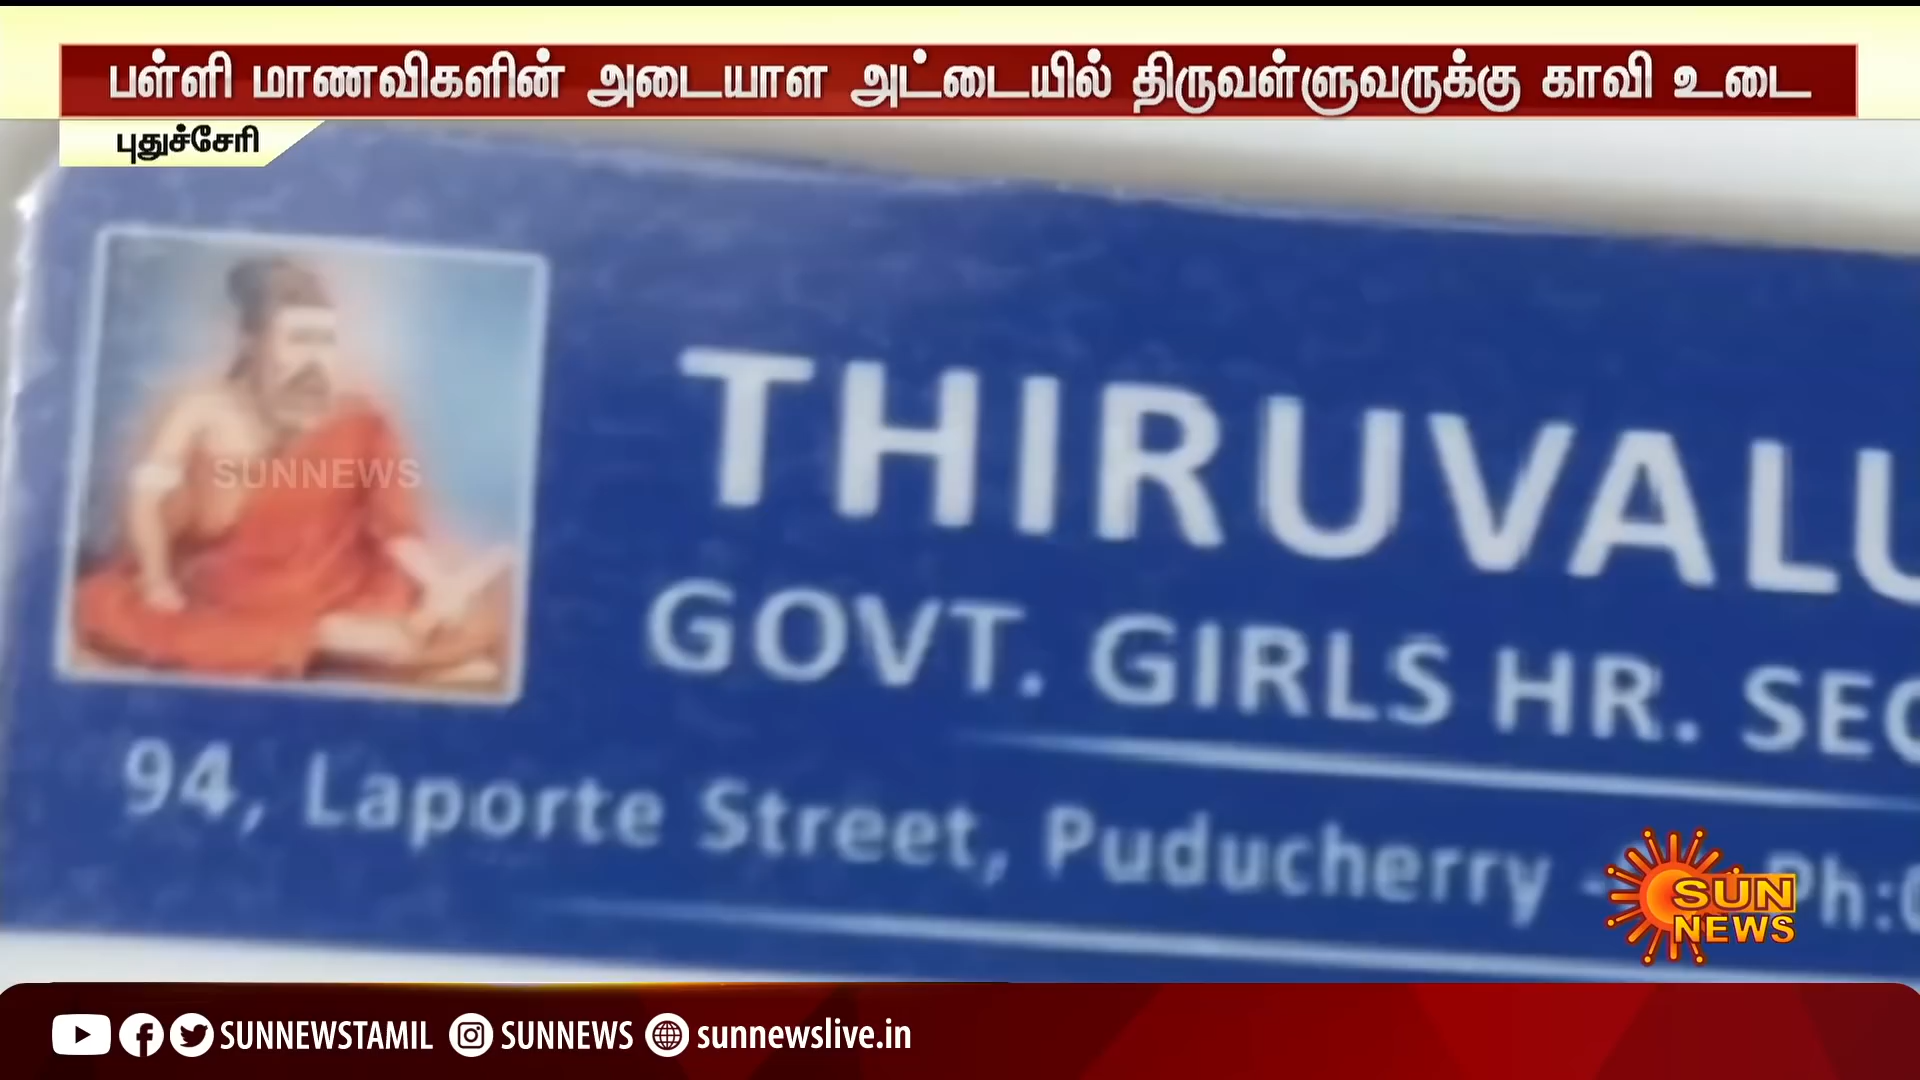 பள்ளி மாணவிகளின் அடையாள அட்டையில் திருவள்ளுவருக்கு காவி உடை
புதுச்சேரி
SUNNEWS
THIRUVALU
GOVT. GIRLS HR. SEC
94, Laporte Street, Puducherry - Ph:0
SUN
NEWS
SUNNEWSTAMIL SUNNEWS sunnewslive.in